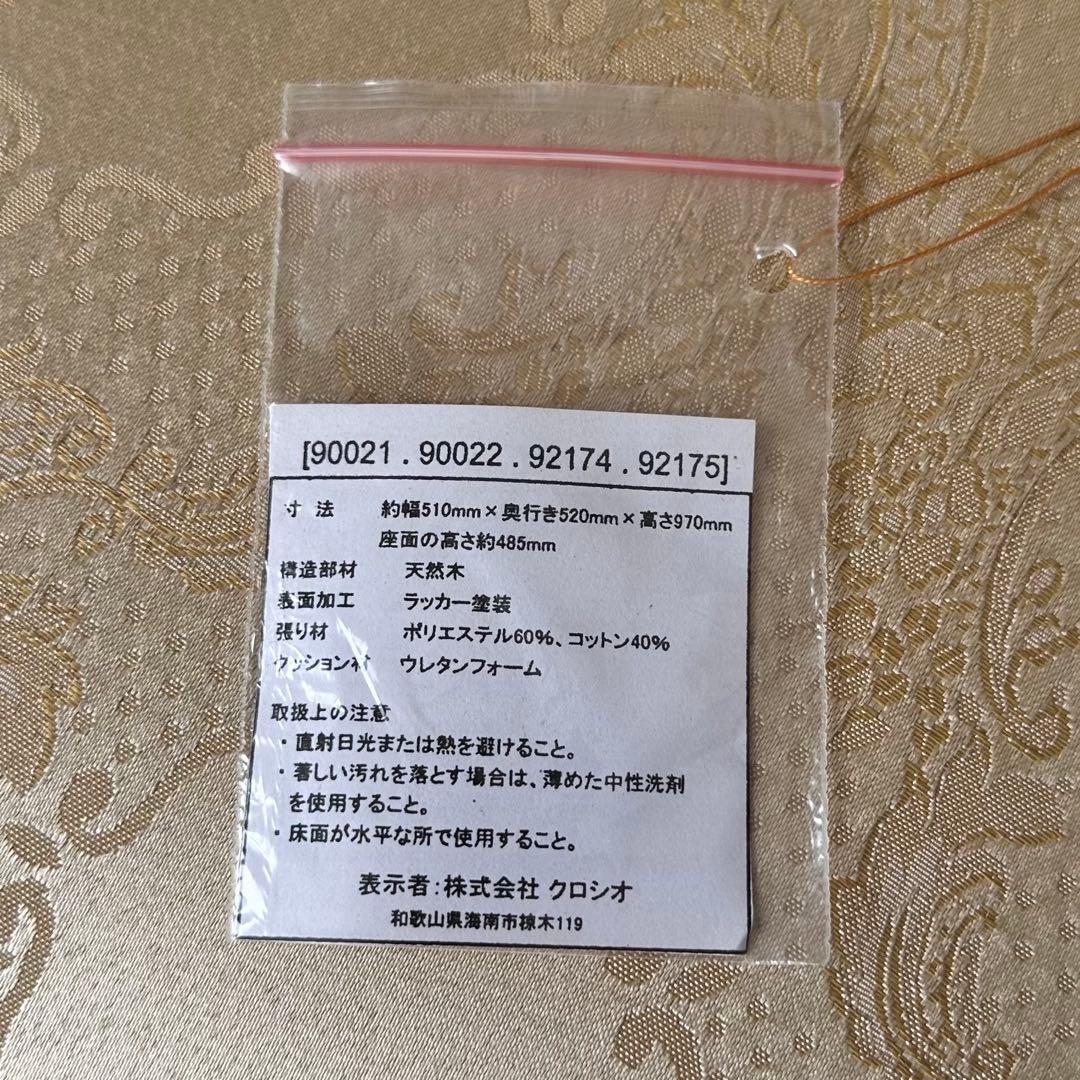 [90021 . 90022 . 92174 . 92175]
寸 法 約幅510mm×奥行き520mm×高さ970mm
座面の高さ約485mm
構造部材 天然木
表面加工 ラッカー塗装
張り材 ポリエステル60%、コットン40%
クッション材 ウレタンフォーム
取扱上の注意
・直射日光または熱を避けること。
・著しい汚れを落とす場合は、薄めた中性洗剤
を使用すること。
・床面が水平な所で使用すること。
表示者:株式会社 クロシオ
和歌山県海南市椋木119